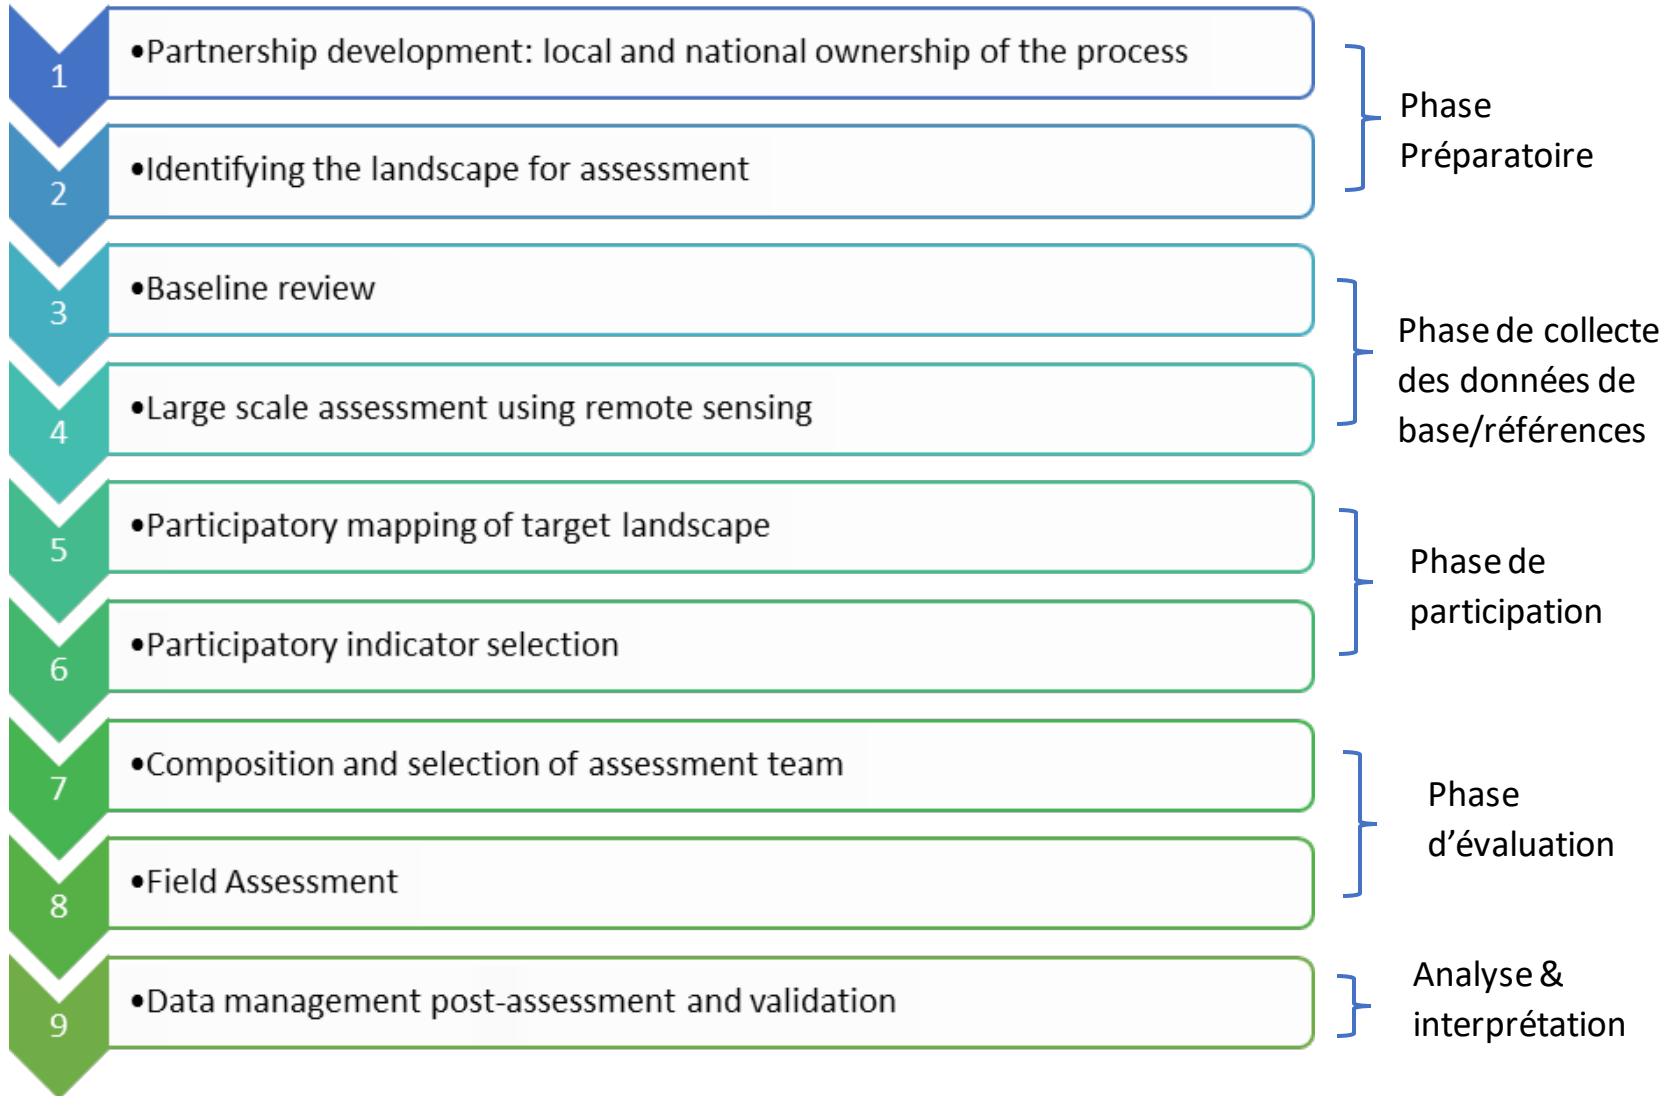 1
•Partnership development: local and national ownership of the process
2
•Identifying the landscape for assessment
Phase
Préparatoire
3
•Baseline review
4
•Large scale assessment using remote sensing
Phase de collecte
des données de
base/références
5
•Participatory mapping of target landscape
6
•Participatory indicator selection
Phase de
participation
7
•Composition and selection of assessment team
8
•Field Assessment
Phase
d’évaluation
9
•Data management post-assessment and validation
Analyse &
interprétation